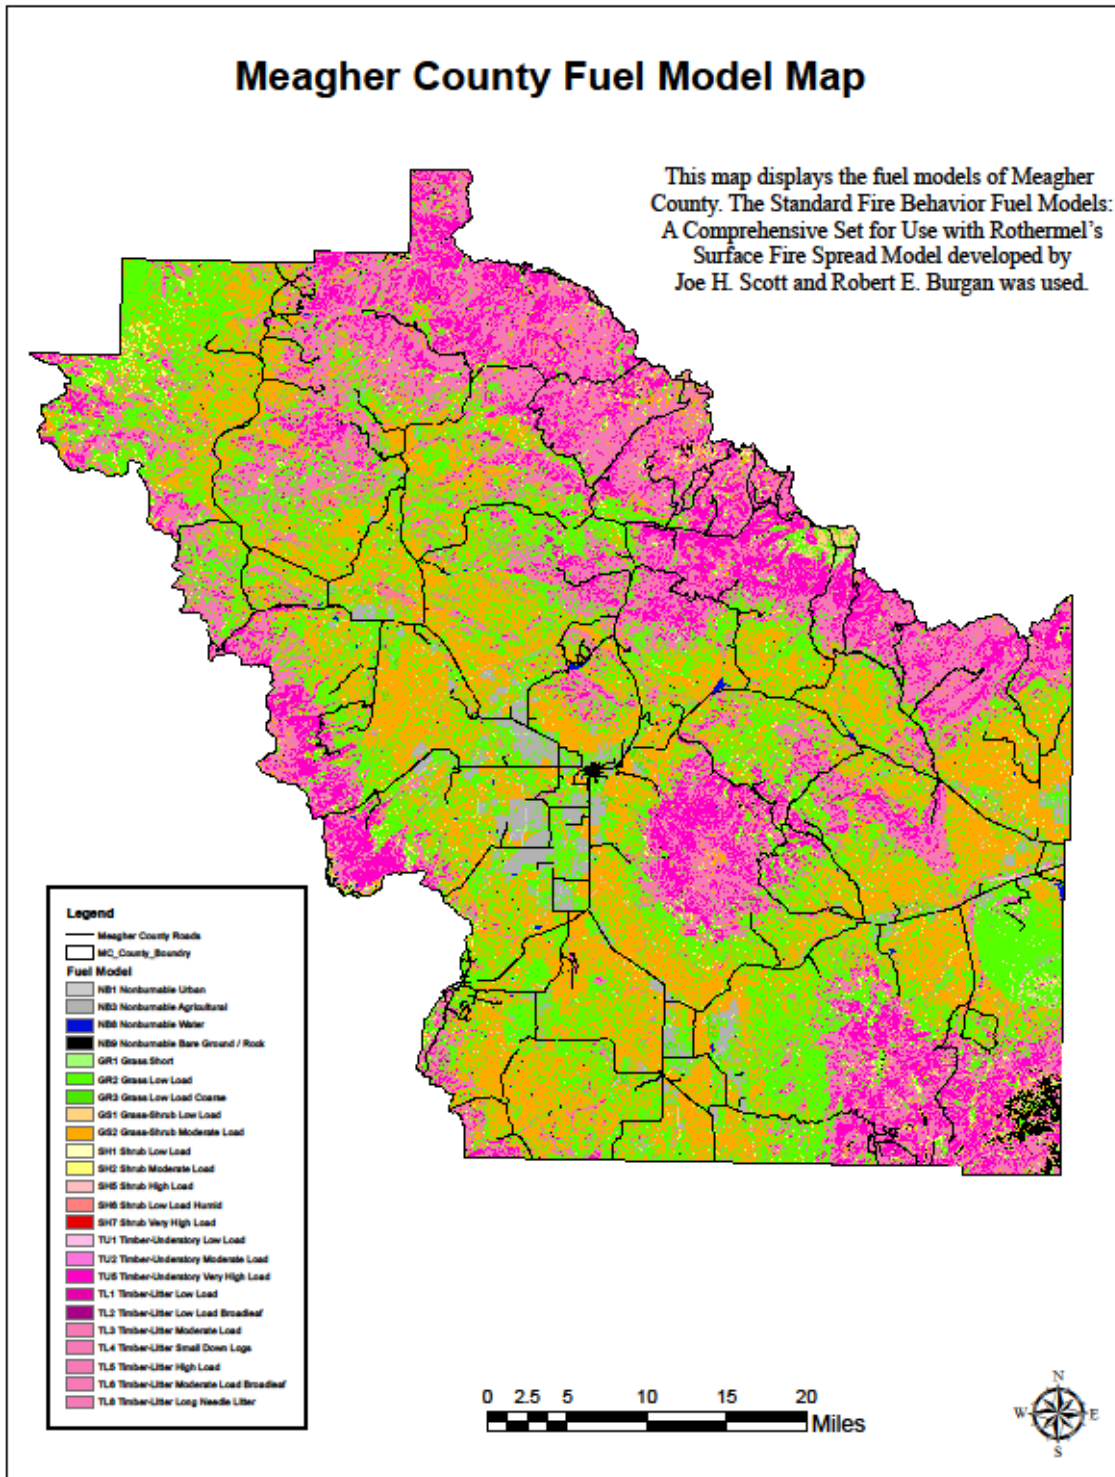 Meagher County Fuel Model Map
This map displays the fuel models of Meagher
County. The Standard Fire Behavior Fuel Models:
A Comprehensive Set for Use with Rothermel's
Surface Fire Spread Model developed by
Joe H. Scott and Robert E. Burgan was used.
Legend
Meagher County Roads
MC_County_Boundry
Fuel Model
NB1 Nonburnable Urban
NB3 Nonburnable Agricultural
NB8 Nonburnable Water
NB9 Nonburnable Bare Ground / Rock
GR1 Grass Short
GR2 Grass Low Load
GR3 Grass Low Load Coarse
GS1 Grass-Shrub Low Load
GS2 Grass-Shrub Moderate Load
SH1 Shrub Low Load
SH2 Shrub Moderate Load
SH5 Shrub High Load
SH6 Shrub Low Load Humid
SH7 Shrub Very High Load
TU1 Timber-Understory Low Load
TU2 Timber-Understory Moderate Load
TU5 Timber-Understory Very High Load
TL1 Timber-Litter Low Load
TL2 Timber-Litter Low Load Broadleaf
TL3 Timber-Litter Moderate Load
TL4 Timber-Litter Small Down Logs
TL5 Timber-Litter High Load
TL6 Timber-Litter Moderate Load Broadleaf
TL8 Timber-Litter Long Needle Litter
0 2.5 5 10 15 20
Miles
N
W E
S